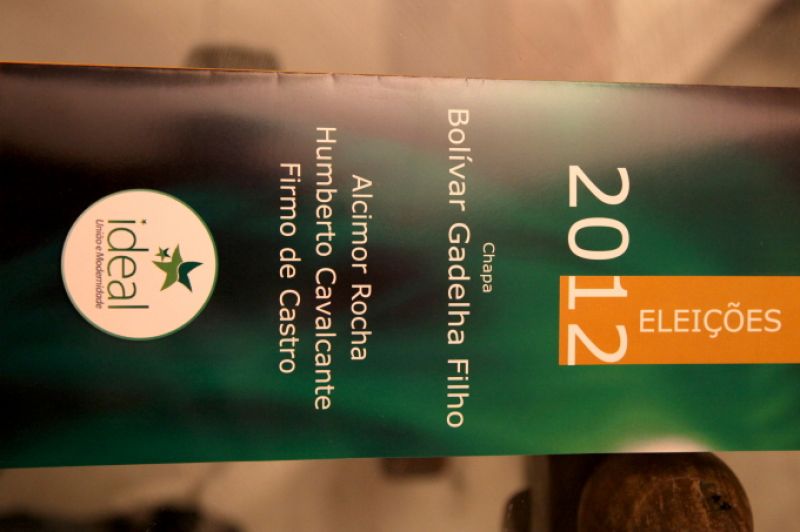 ELEIÇÕES
2012
Chapa
Bolívar Gadelha Filho
Alcimor Rocha
Humberto Cavalcante
Firmo de Castro
ideal
União e Modernidade